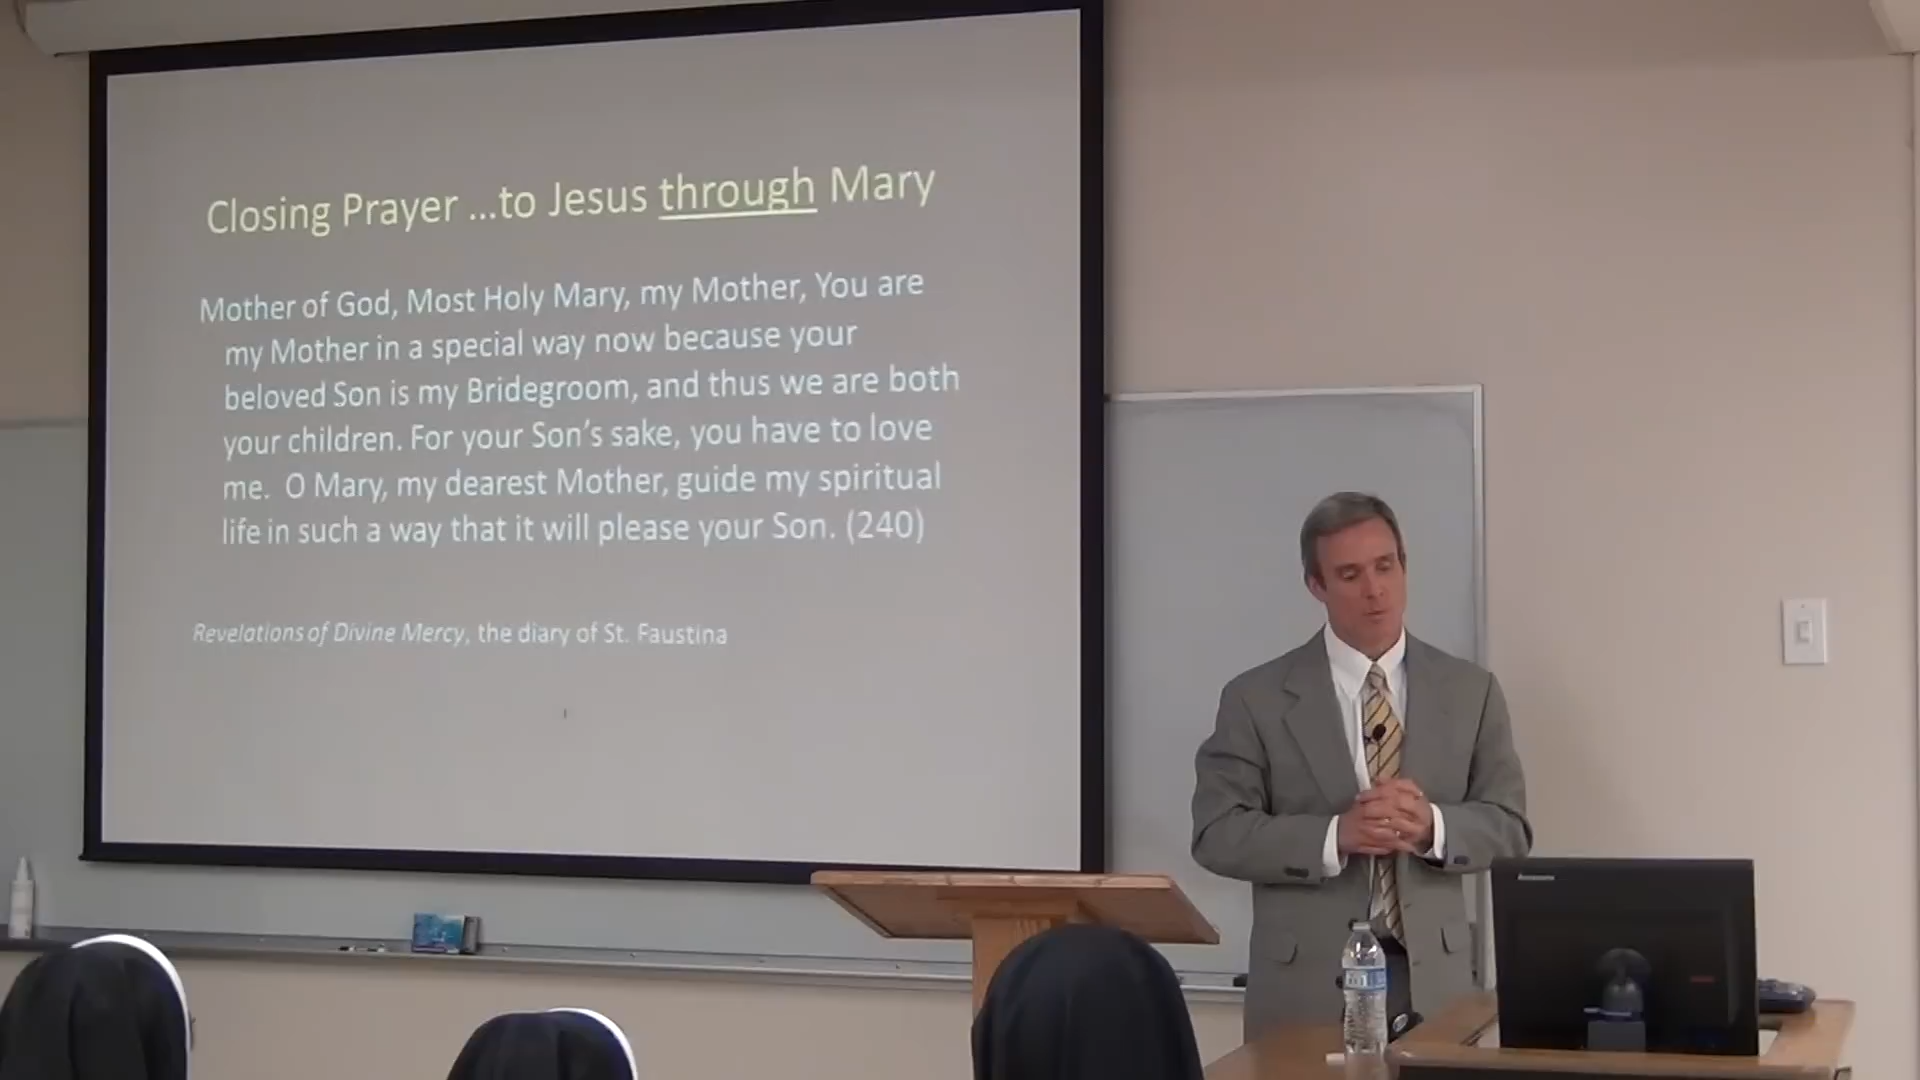 Closing Prayer ...to Jesus through Mary
Mother of God, Most Holy Mary, my Mother, You are
my Mother in a special way now because your
beloved Son is my Bridegroom, and thus we are both
your children. For your Son's sake, you have to love
me. O Mary, my dearest Mother, guide my spiritual
life in such a way that it will please your Son. (240)
Revelations of Divine Mercy, the diary of St. Faustina